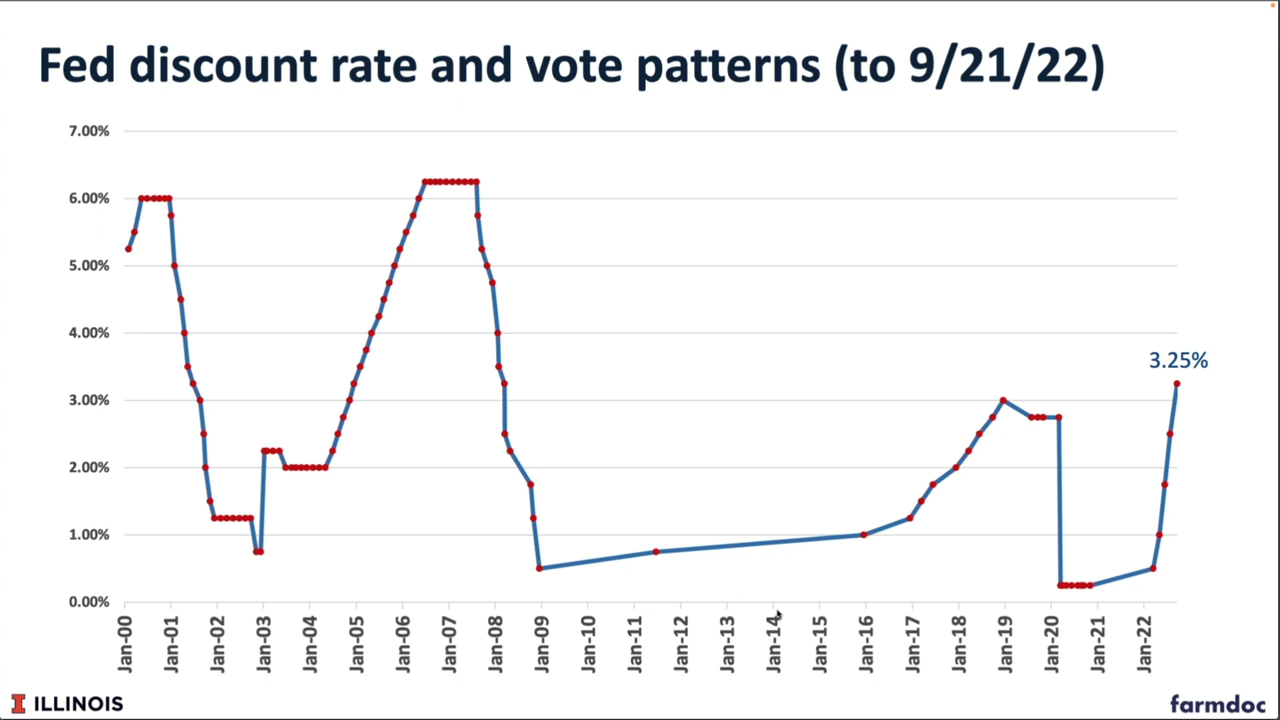 Fed discount rate and vote patterns (to 9/21/22)
7.00%
6.00%
5.00%
4.00%
3.00%
2.00%
1.00%
0.00%
3.25%
Jan-00
Jan-01
Jan-02
Jan-03
Jan-04
Jan-05
Jan-06
Jan-07
Jan-08
Jan-09
Jan-10
Jan-11
Jan-12
Jan-13
Jan-14
Jan-15
Jan-16
Jan-17
Jan-18
Jan-19
Jan-20
Jan-21
Jan-22
I ILLINOIS
farmdoc